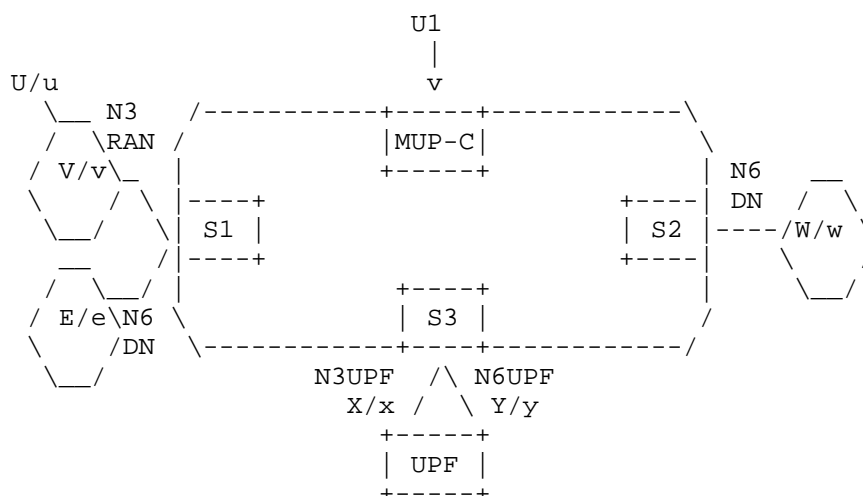 U1
v
U/u
N3
RAN
MUP-C
V/v
N6
DN
S1
S2
W/w
E/e
N6
DN
S3
N3UPF
N6UPF
X/x
Y/y
UPF